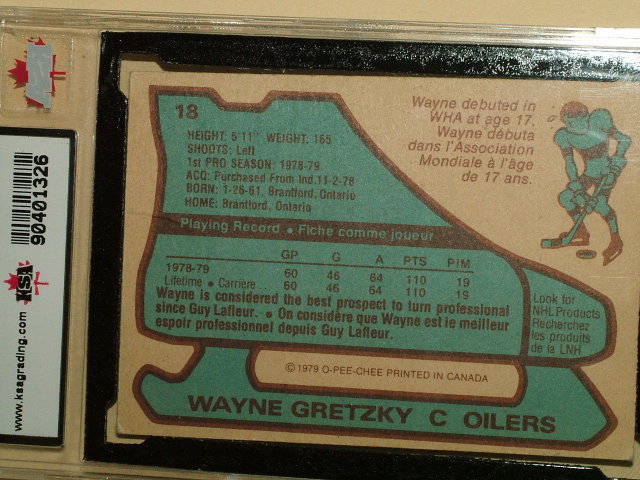 KSA
90401326
KSA
www.ksagrading.com
18
HEIGHT: 5'11" WEIGHT: 165
SHOOTS: Left
1st PRO SEASON: 1978-79
ACQ: Purchased From Ind. 11-2-78
BORN: 1-26-61, Brantford, Ontario
HOME: Brantford, Ontario
Wayne debuted in
WHA at age 17.
Wayne débuta
dans l'Association
Mondiale à l'âge
de 17 ans.
Playing Record • Fiche comme joueur
GP G A PTS PIM
1978-79 60 46 64 110 19
Lifetime • Carrière 60 46 64 110 19
Wayne is considered the best prospect to turn professional
since Guy Lafleur. • On considère que Wayne est le meilleur
espoir professionnel depuis Guy Lafleur.
Look for
NHL Products
Recherchez
les produits
de la LNH
©1979 O-PEE-CHEE PRINTED IN CANADA
WAYNE GRETZKY C OILERS